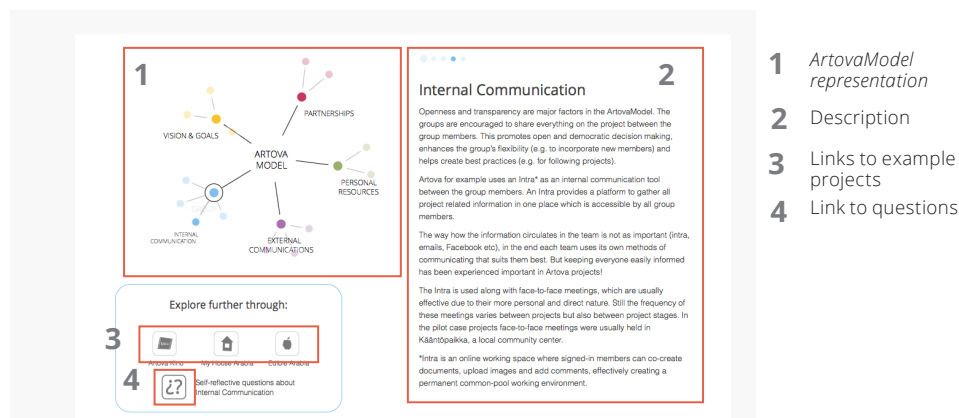 1
PARTNERSHIPS
VISION & GOALS
ARTOVA
MODEL
PERSONAL
RESOURCES
INTERNAL
COMMUNICATION
EXTERNAL
COMMUNICATIONS
Explore further through:
3
Artova Kino My House Arabia Edible Arabia
4
¿?
Self-reflective questions about
Internal Communication
2
Internal Communication
Openness and transparency are major factors in the ArtovaModel. The
groups are encouraged to share everything on the project between the
group members. This promotes open and democratic decision making,
enhances the group's flexibility (e.g. to incorporate new members) and
helps create best practices (e.g. for following projects).
Artova for example uses an Intra* as an internal communication tool
between the group members. An Intra provides a platform to gather all
project related information in one place which is accessible by all group
members.
The way how the information circulates in the team is not as important (intra,
emails, Facebook etc), in the end each team uses its own methods of
communicating that suits them best. But keeping everyone easily informed
has been experienced important in Artova projects!
The Intra is used along with face-to-face meetings, which are usually
effective due to their more personal and direct nature. Still the frequency of
these meetings varies between projects but also between project stages. In
the pilot case projects face-to-face meetings were usually held in
Kääntöpaikka, a local community center.
*Intra is an online working space where signed-in members can co-create
documents, upload images and add comments, effectively creating a
permanent common-pool working environment.
1 ArtovaModel
representation
2 Description
3 Links to example
projects
4 Link to questions